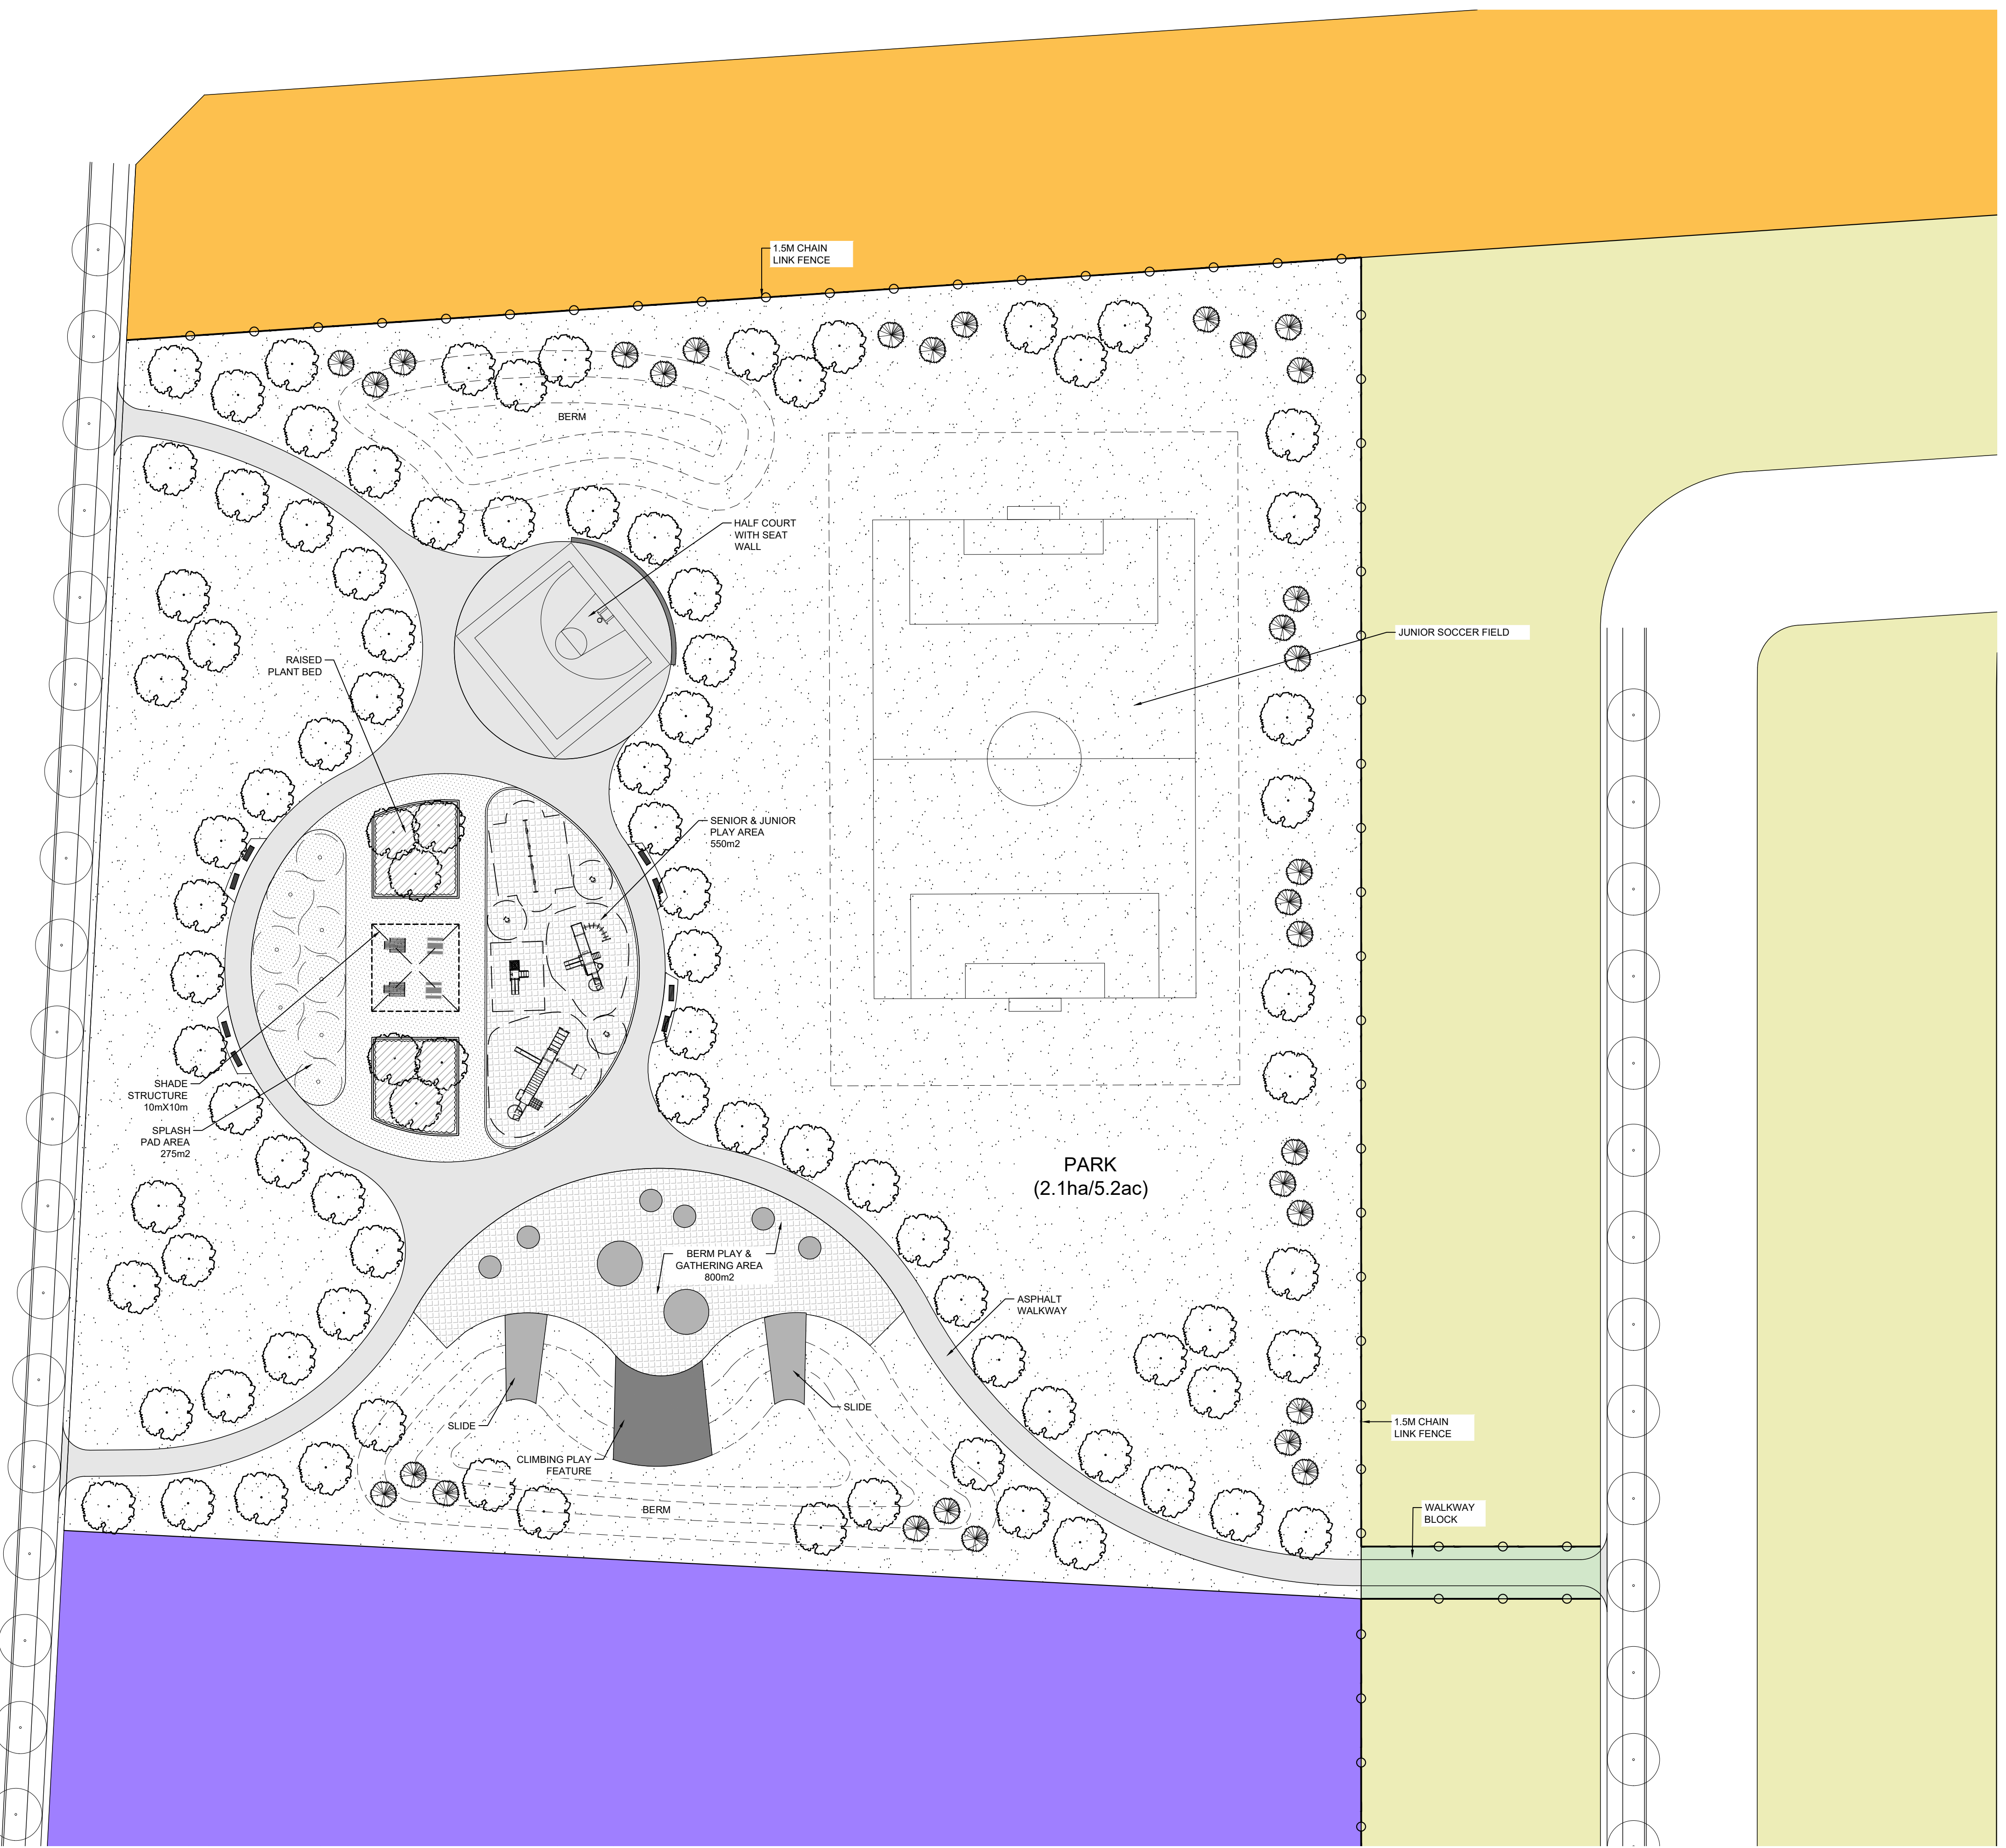 1.5M CHAIN
LINK FENCE
BERM
HALF COURT
WITH SEAT
WALL
JUNIOR SOCCER FIELD
RAISED
PLANT BED
SENIOR & JUNIOR
PLAY AREA
550m2
SHADE
STRUCTURE
10mX10m
SPLASH
PAD AREA
275m2
PARK
(2.1ha/5.2ac)
BERM PLAY &
GATHERING AREA
800m2
ASPHALT
WALKWAY
SLIDE
SLIDE
1.5M CHAIN
LINK FENCE
CLIMBING PLAY
FEATURE
BERM
WALKWAY
BLOCK